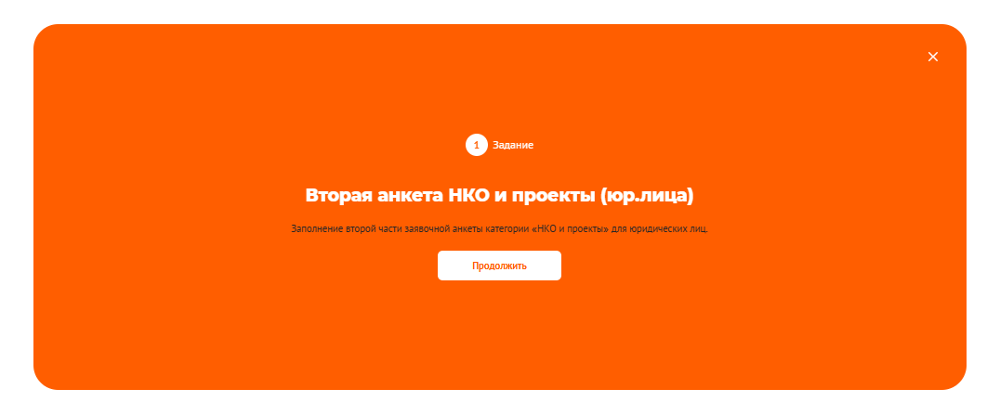 1 Задание
Вторая анкета НКО и проекты (юр.лица)
Заполнение второй части заявочной анкеты категории «НКО и проекты» для юридических лиц.
Продолжить